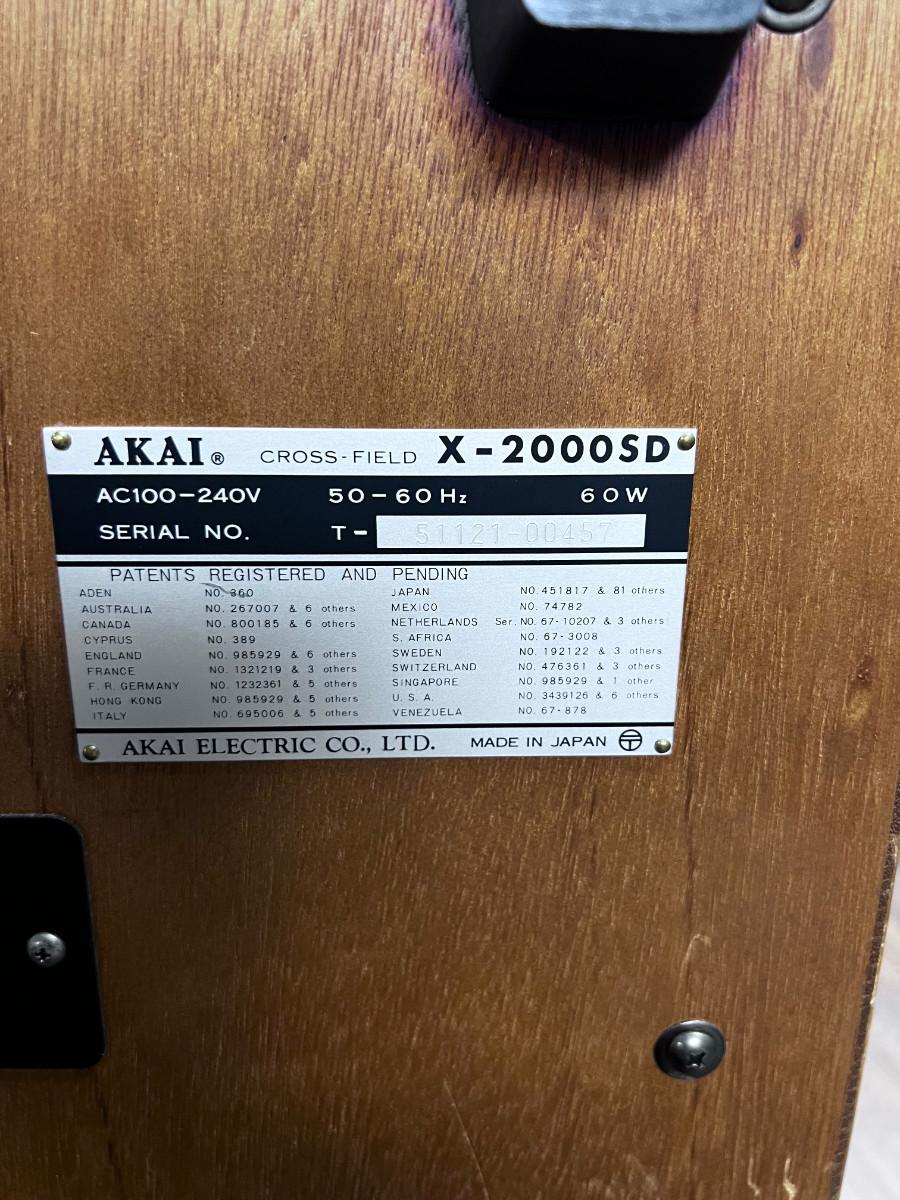 AKAI® CROSS-FIELD X-2000SD
AC100-240V 50-60Hz 60W
SERIAL NO. T-51121-00457
PATENTS REGISTERED AND PENDING
ADEN NO. 360 JAPAN NO. 451817 & 81 others
AUSTRALIA NO. 267007 & 6 others MEXICO NO. 74782
CANADA NO. 800185 & 6 others NETHERLANDS Ser. NO. 67-10207 & 3 others
CYPRUS NO. 389 S. AFRICA NO. 67-3008
ENGLAND NO. 985929 & 6 others SWEDEN NO. 192122 & 3 others
FRANCE NO. 1321219 & 3 others SWITZERLAND NO. 476361 & 3 others
F. R. GERMANY NO. 1232361 & 5 others SINGAPORE NO. 985929 & 1 other
HONG KONG NO. 985929 & 5 others U. S. A. NO. 3439126 & 6 others
ITALY NO. 695006 & 5 others VENEZUELA NO. 67-878
AKAI ELECTRIC CO., LTD. MADE IN JAPAN